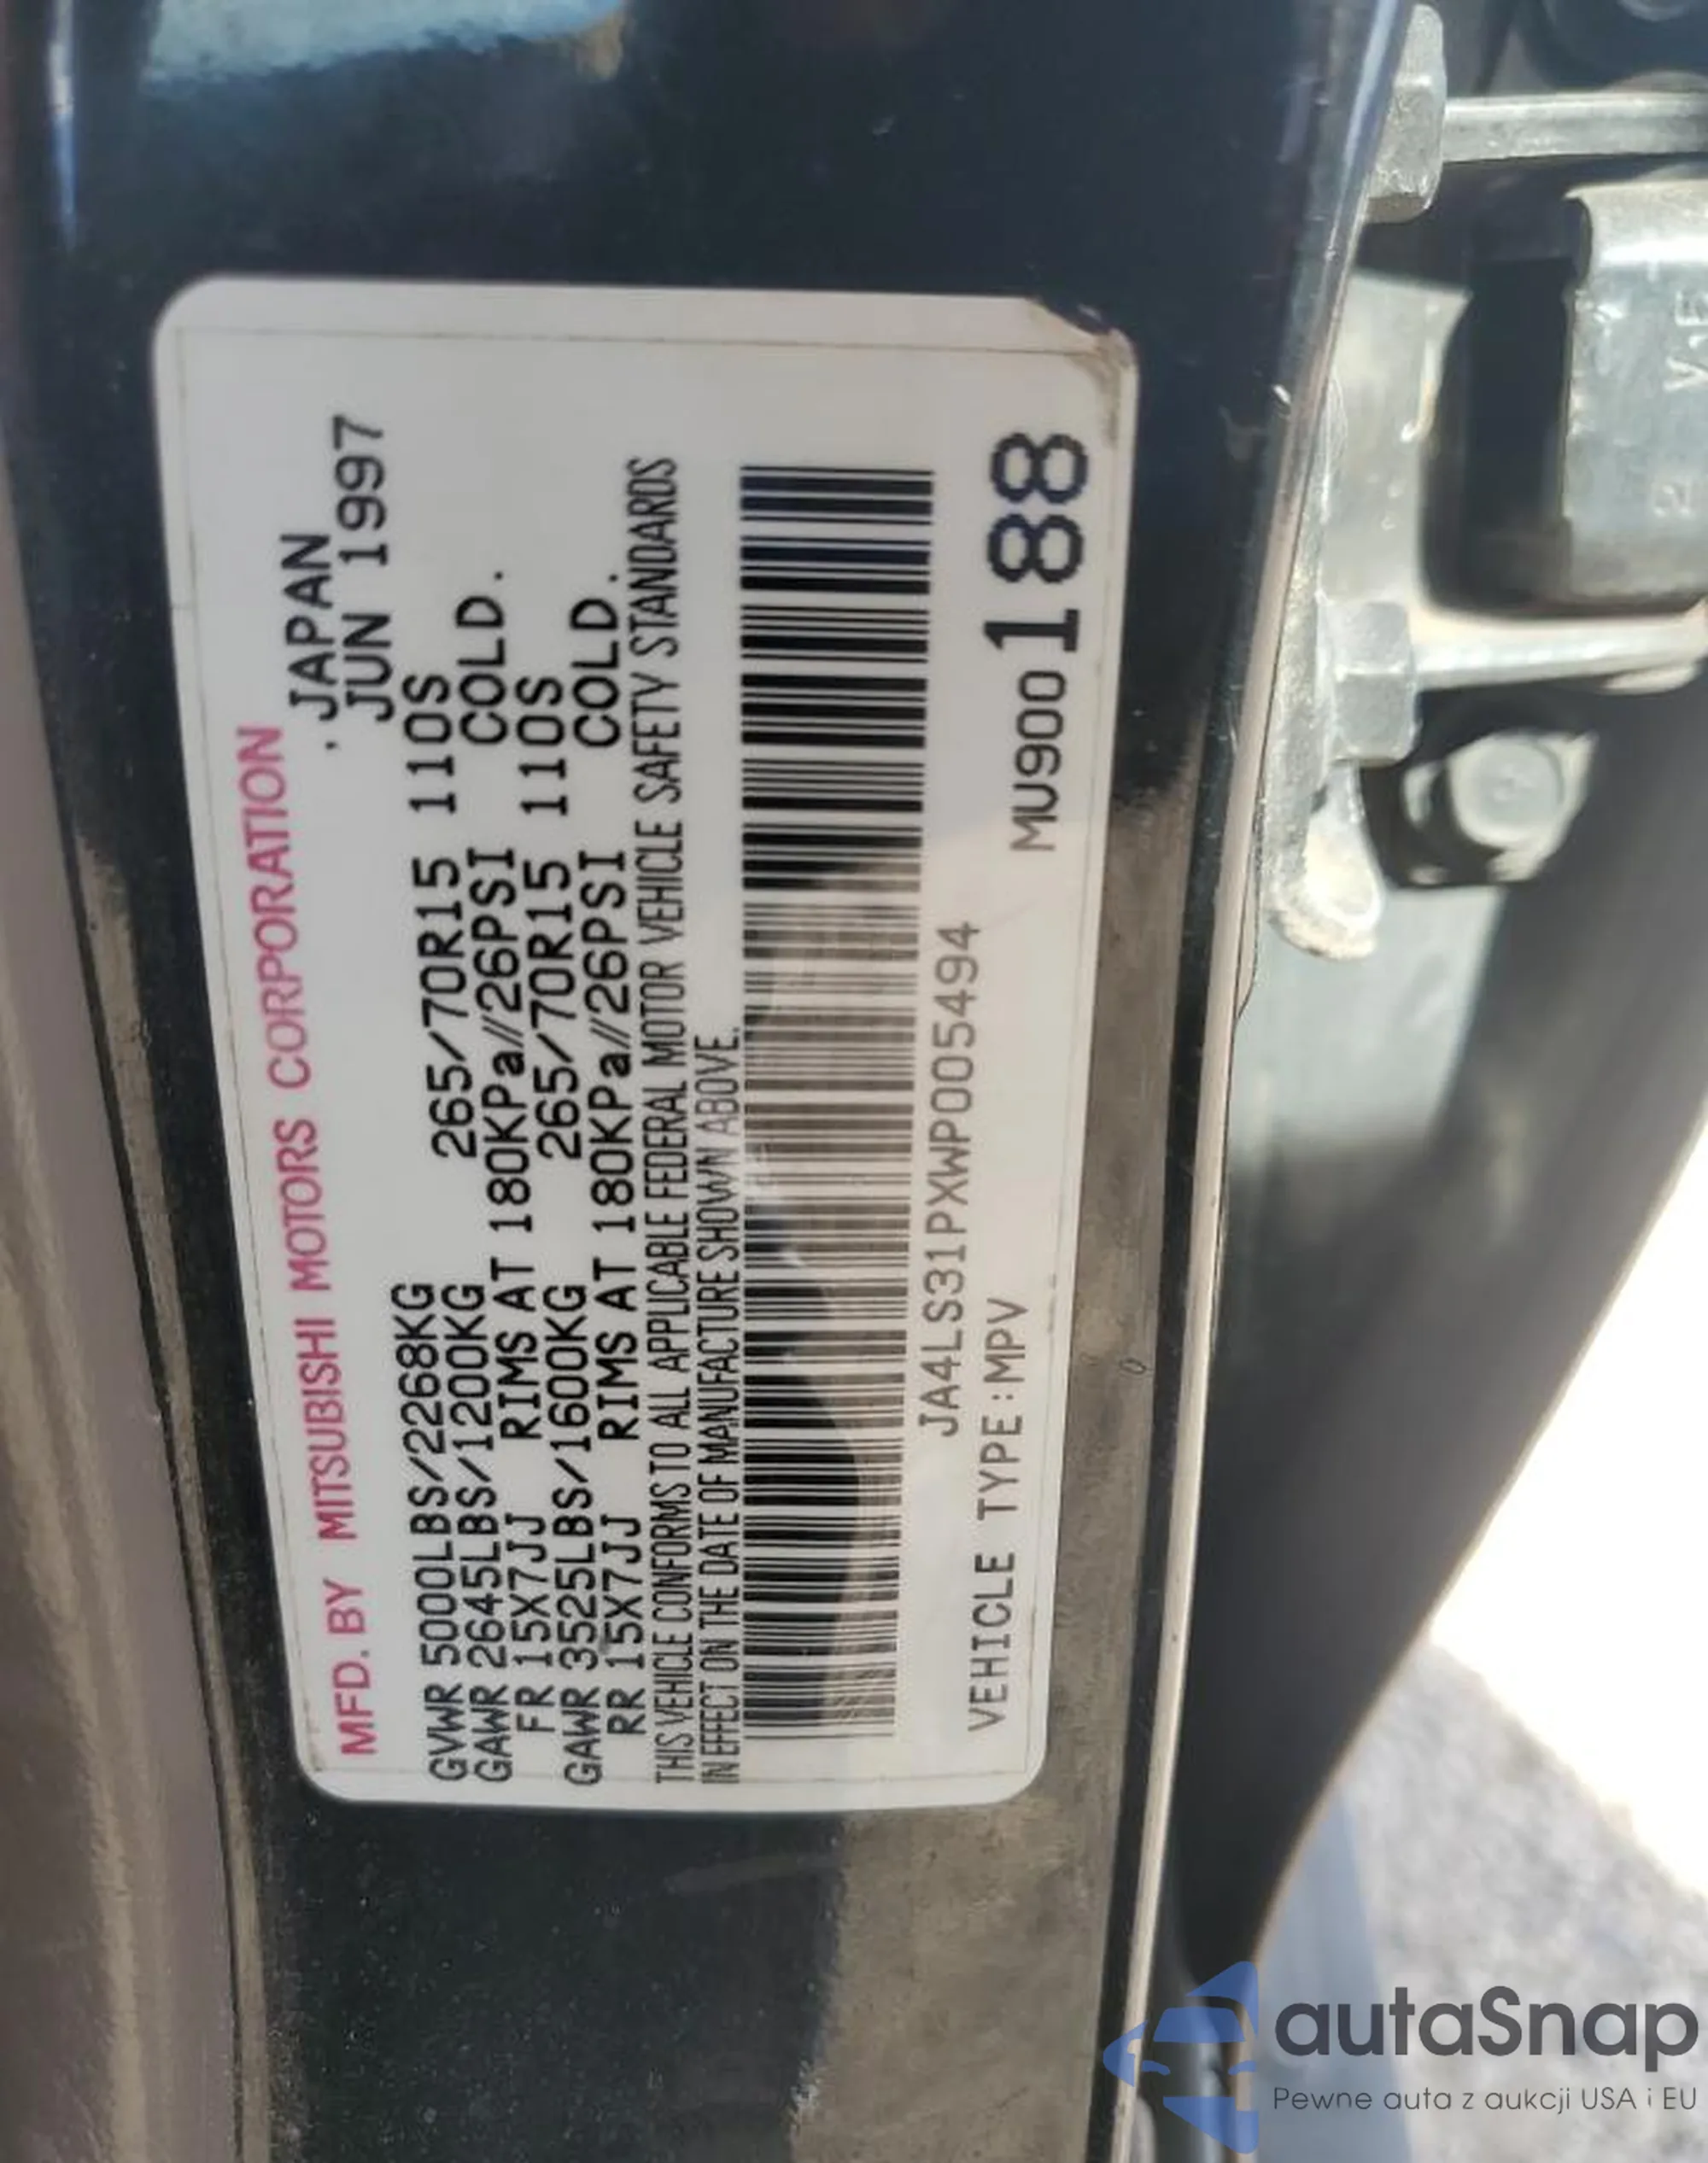 MFD. BY MITSUBISHI MOTORS CORPORATION
. JAPAN
JUN 1997
GVWR 5000LBS/2268KG 265/70R15 110S
GAWR 2645LBS/1200KG
FR 15X7JJ RIMS AT 180KPa//26PSI COLD.
265/70R15 110S
GAWR 3525LBS/1600KG
RR 15X7JJ RIMS AT 180KPa//26PSI COLD.
THIS VEHICLE CONFORMS TO ALL APPLICABLE FEDERAL MOTOR VEHICLE SAFETY STANDARDS
IN EFFECT ON THE DATE OF MANUFACTURE SHOWN ABOVE.
JA4LS31PXWP005494
VEHICLE TYPE:MPV
MU900188
autaSnap
Pewne auta z aukcji USA i EU